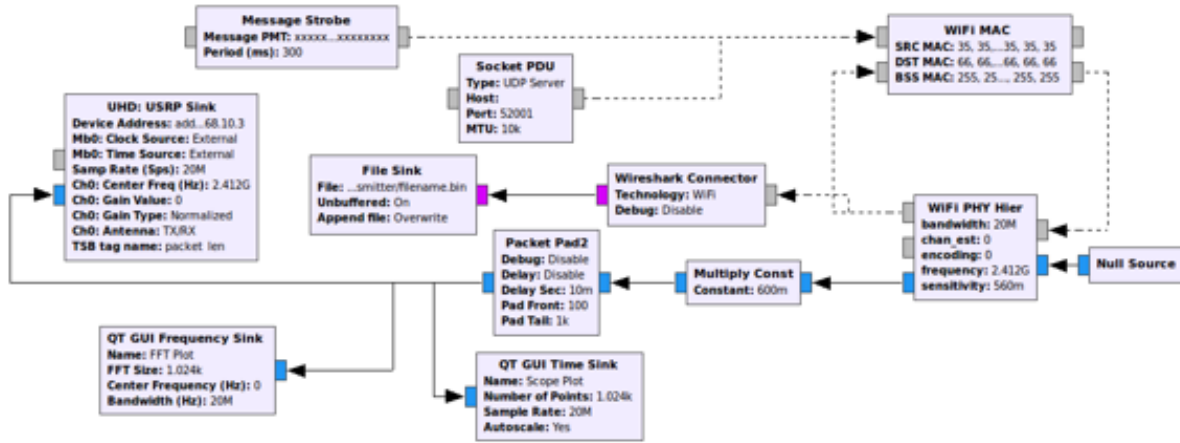 Message Strobe
Message PMT: xxxxx...xxxxxxxx
Period (ms): 300
WiFi MAC
SRC MAC: 35, 35,...35, 35, 35
DST MAC: 66, 66,...66, 66, 66
BSS MAC: 255, 25..., 255, 255
Socket PDU
Type: UDP Server
Host:
Port: 52001
MTU: 10k
UHD: USRP Sink
Device Address: add...68.10.3
Mb0: Clock Source: External
Mb0: Time Source: External
Samp Rate (Sps): 20M
Ch0: Center Freq (Hz): 2.412G
Ch0: Gain Value: 0
Ch0: Gain Type: Normalized
Ch0: Antenna: TX/RX
TSB tag name: packet_len
File Sink
File: ...smitter/filename.bin
Unbuffered: On
Append file: Overwrite
Wireshark Connector
Technology: WiFi
Debug: Disable
WiFi PHY Hier
bandwidth: 20M
chan_est: 0
encoding: 0
frequency: 2.412G
sensitivity: 560m
Null Source
Packet Pad2
Debug: Disable
Delay: Disable
Delay Sec: 10m
Pad Front: 100
Pad Tail: 1k
Multiply Const
Constant: 600m
QT GUI Frequency Sink
Name: FFT Plot
FFT Size: 1.024k
Center Frequency (Hz): 0
Bandwidth (Hz): 20M
QT GUI Time Sink
Name: Scope Plot
Number of Points: 1.024k
Sample Rate: 20M
Autoscale: Yes